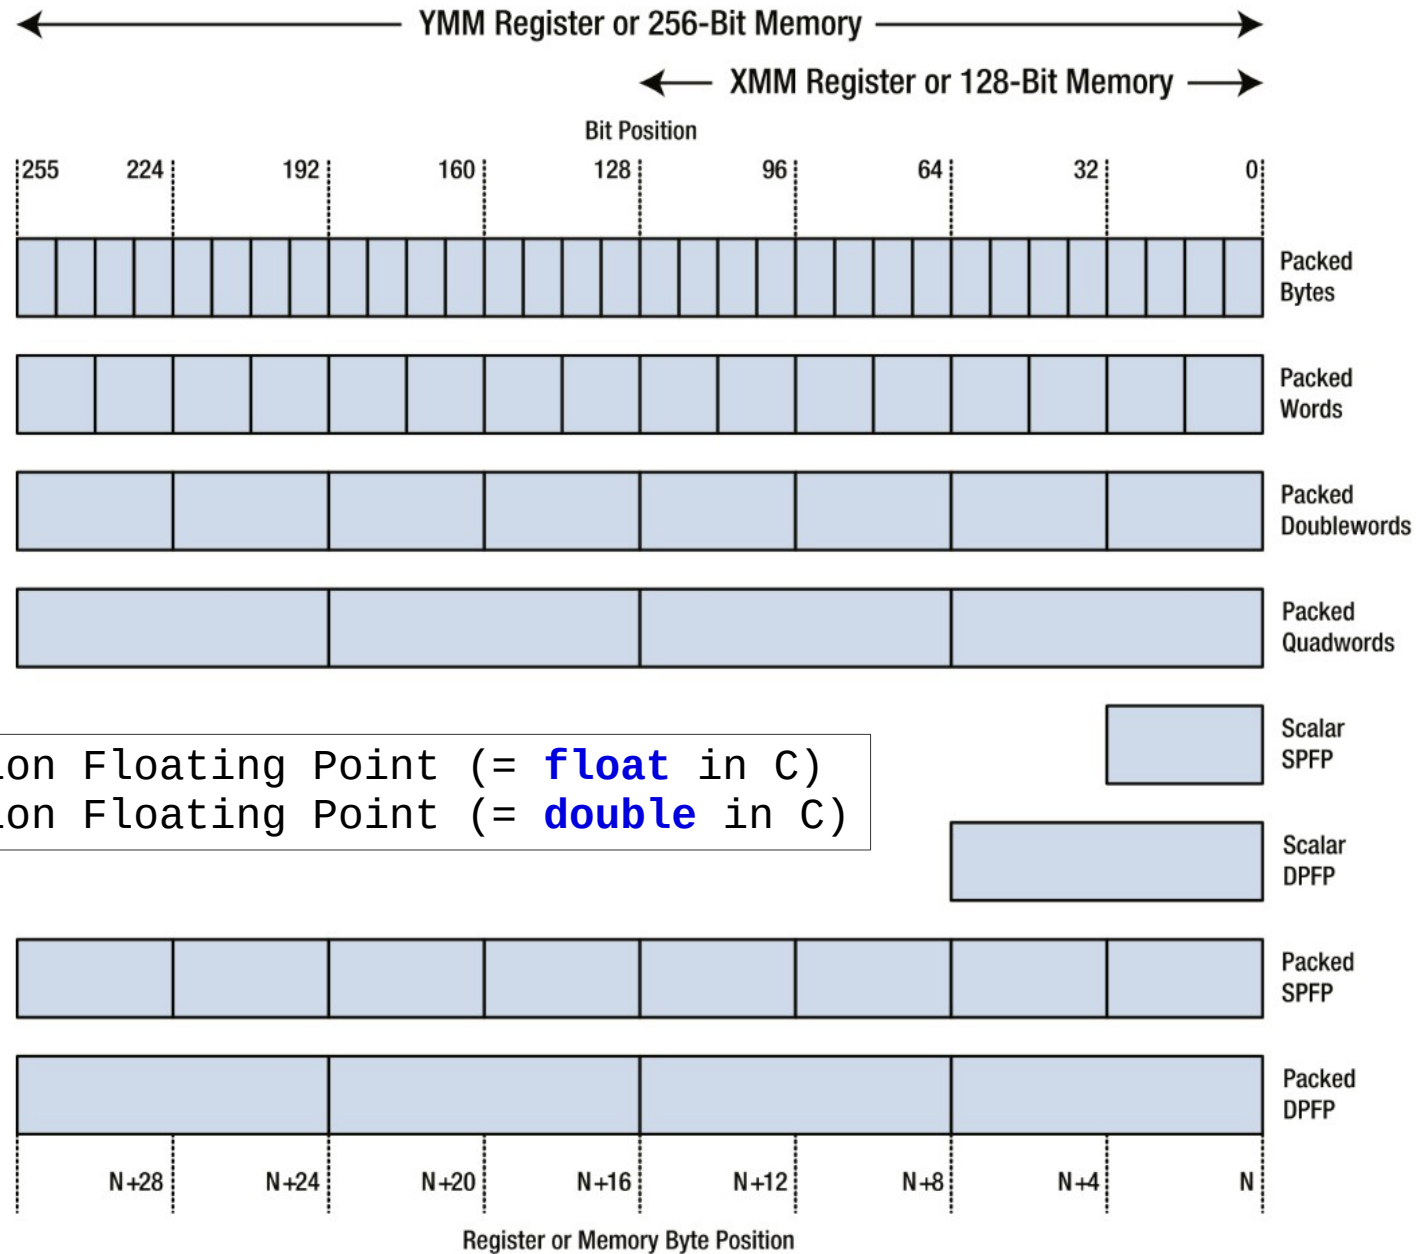 YMM Register or 256-Bit Memory
XMM Register or 128-Bit Memory
Bit Position
255 224 192 160 128 96 64 32 0
Packed
Bytes
Packed
Words
Packed
Doublewords
Packed
Quadwords
Scalar
SPFP
ion Floating Point (= float in C)
ion Floating Point (= double in C)
Scalar
DPFP
Packed
SPFP
Packed
DPFP
N+28 N+24 N+20 N+16 N+12 N+8 N+4 N
Register or Memory Byte Position